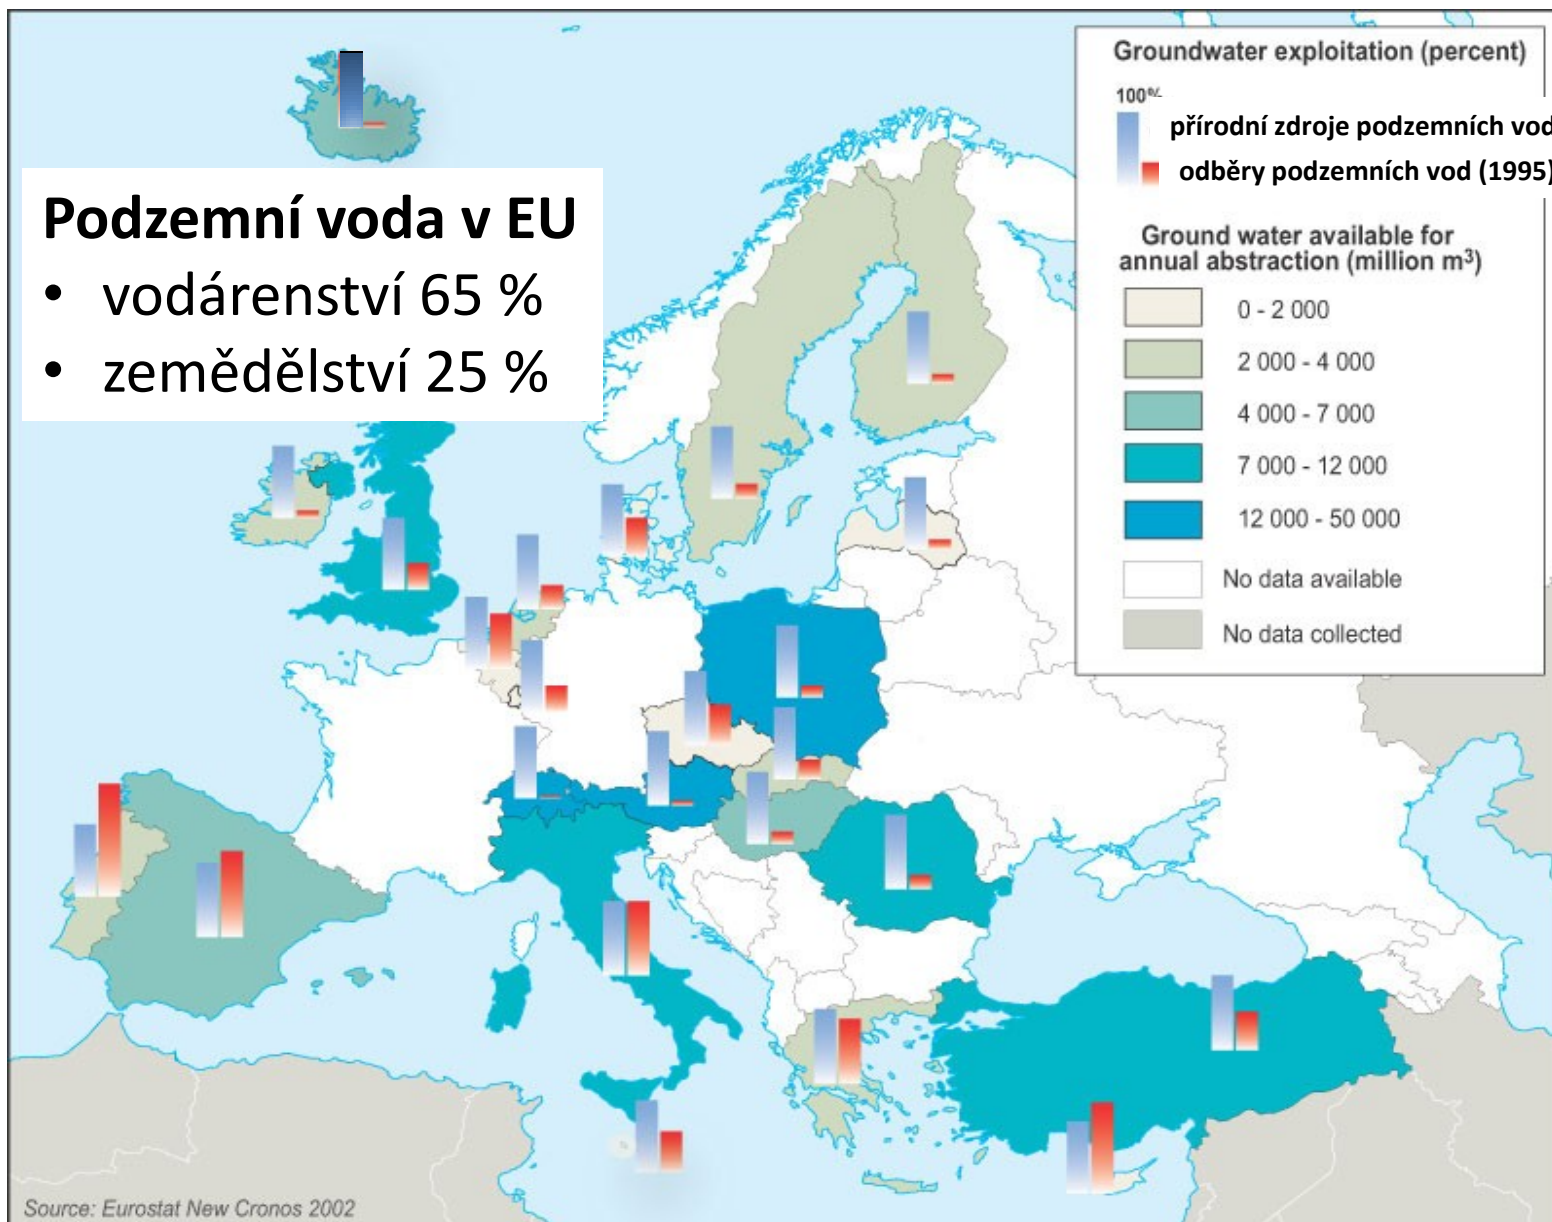 Groundwater exploitation (percent)
100%
přírodní zdroje podzemních vod
odběry podzemních vod (1995)
Podzemní voda v EU
• vodárenství 65 %
• zemědělství 25 %
Ground water available for
annual abstraction (million m³)
0 - 2 000
2 000 - 4 000
4 000 - 7 000
7 000 - 12 000
12 000 - 50 000
No data available
No data collected
Source: Eurostat New Cronos 2002